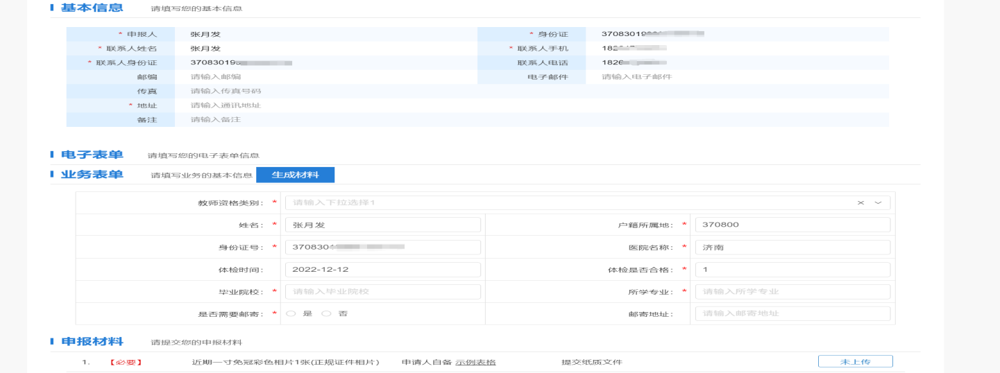 基本信息 请填写您的基本信息
* 申报人 张月发 * 身份证 37083019
* 联系人姓名 张月发 * 联系人手机 182
* 联系人身份证 37083019 联系人电话 182
邮编 请输入邮编 电子邮件 请输入电子邮件
传真 请输入传真号码
* 地址 请输入通讯地址
备注 请输入备注
电子表单 请填写您的电子表单信息
业务表单 请填写业务的基本信息 生成材料
教师资格类别: * 请输入下拉选择1
姓名: * 张月发 户籍所属地: * 370800
身份证号: * 370830 医院名称: * 济南
体检时间: 2022-12-12 体检是否合格: * 1
毕业院校: * 请输入毕业院校 所学专业: * 请输入所学专业
是否需要邮寄: * 是 否 邮寄地址: 请输入邮寄地址
申报材料 请提交您的申报材料
1. 【必要】 近期一寸免冠彩色相片1张(正规证件相片) 申请人自备 示例表格 提交纸质文件 未上传